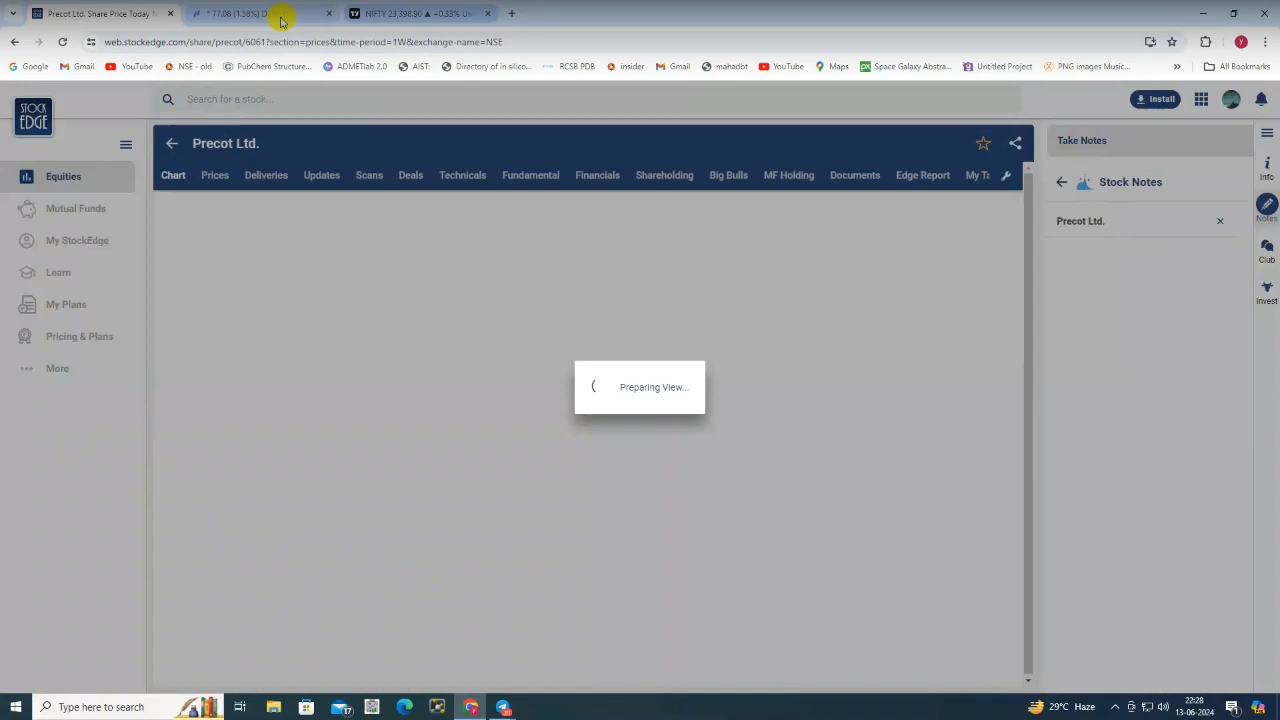 Precot Ltd. Share Price Today
77.08 (1.58%)
NIFTY 23,398.90 ▲ +0.33%
web.stockedge.com/share/precot/6061?section=prices&time-period=1W&exchange-name=NSE
Google
Gmail
YouTube
NSE - old
PubChem Structure...
ADMETlab 2.0
AISTi
Directory of in silico...
RCSB PDB
insider
Gmail
mahadbt
YouTube
Maps
Space Galaxy Abstra...
Untitled Project
PNG images Music...
»
All Bookmarks
STOCK
EDGE
Search for a stock...
Install
Equities
Mutual Funds
My StockEdge
Learn
My Plans
Pricing & Plans
More
Precot Ltd.
Chart Prices Deliveries Updates Scans Deals Technicals Fundamental Financials Shareholding Big Bulls MF Holding Documents Edge Report My Ta
Preparing View...
Take Notes
Stock Notes
Precot Ltd.
Info
Notes
Club
Invest
Type here to search
17
29°C Haze
22:28
13-06-2024